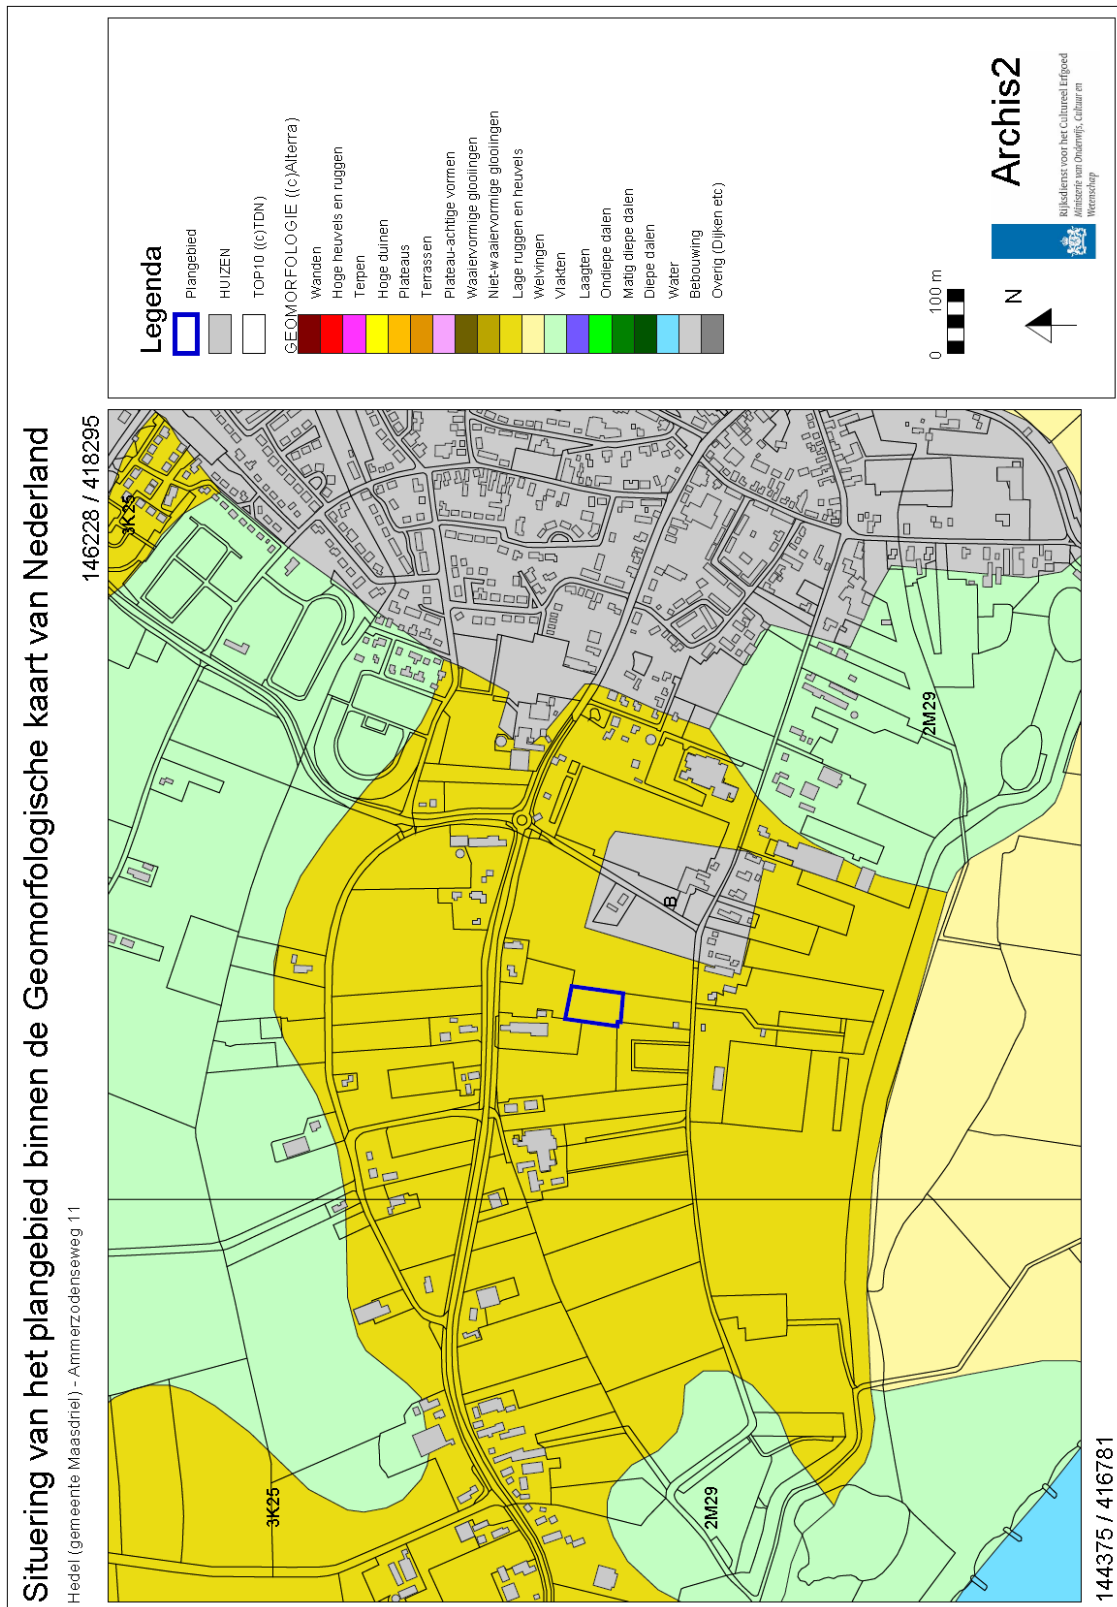 Situering van het plangebied binnen de Geomorfologische kaart van Nederland
Hedel (gemeente Maasdriel) - Ammerzodenseweg 11
146228 / 418295
3K25
3K25
B
2M29
2M29
144375 / 416781
Legenda
Plangebied
HUIZEN
TOP10 ((c)TDN)
GEOMORFOLOGIE ((c)Alterra)
Wanden
Hoge heuvels en ruggen
Terpen
Hoge duinen
Plateaus
Terrassen
Plateau-achtige vormen
Waaiervormige glooiingen
Niet-waaiervormige glooiingen
Lage ruggen en heuvels
Welvingen
Vlakten
Laagten
Ondiepe dalen
Matig diepe dalen
Diepe dalen
Water
Bebouwing
Overig (Dijken etc)
0 100 m
N
Archis2
Rijksdienst voor het Cultureel Erfgoed
Ministerie van Onderwijs, Cultuur en
Wetenschap